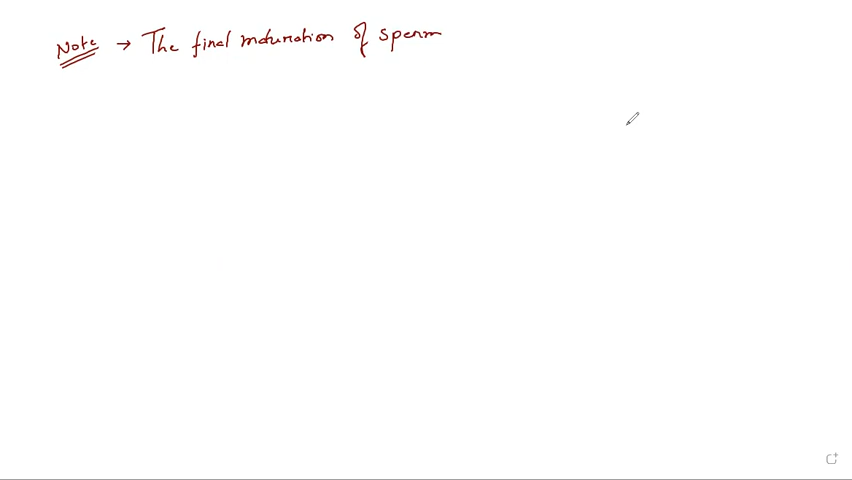 Note → The final maturation of sperm